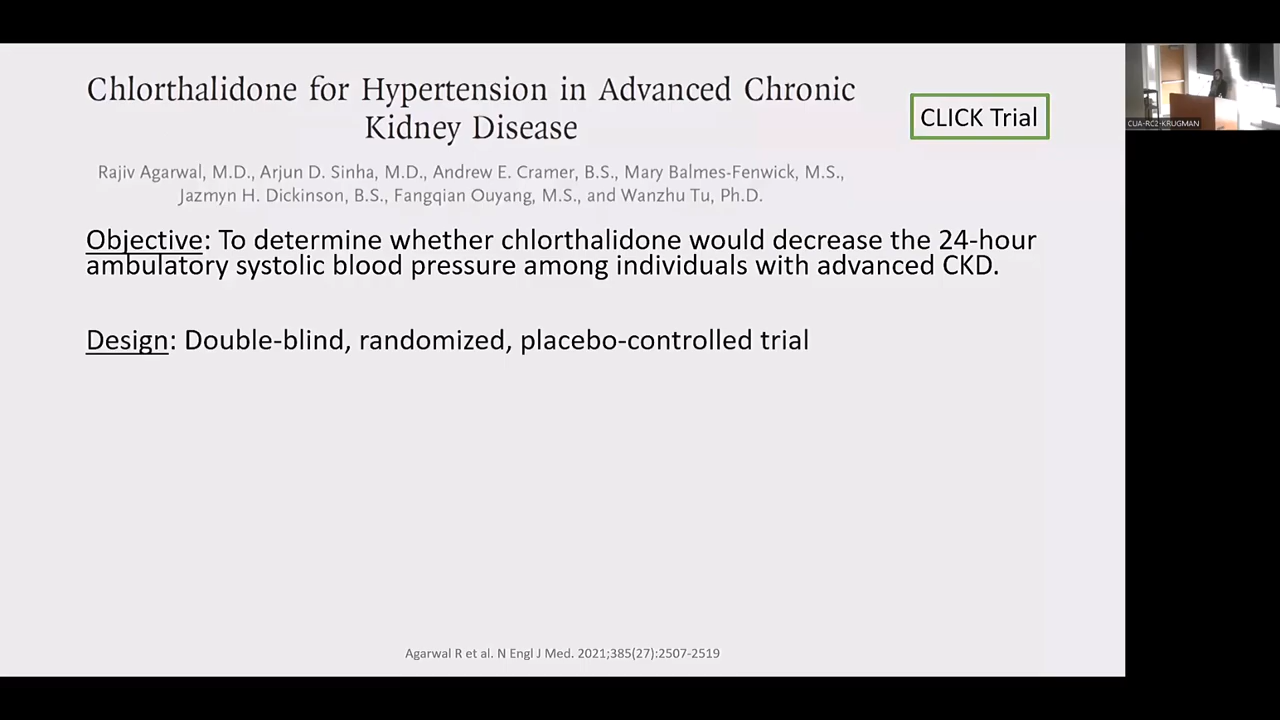 Chlorthalidone for Hypertension in Advanced Chronic
Kidney Disease
CLICK Trial
Rajiv Agarwal, M.D., Arjun D. Sinha, M.D., Andrew E. Cramer, B.S., Mary Balmes-Fenwick, M.S.,
Jazmyn H. Dickinson, B.S., Fangqian Ouyang, M.S., and Wanzhu Tu, Ph.D.
Objective: To determine whether chlorthalidone would decrease the 24-hour
ambulatory systolic blood pressure among individuals with advanced CKD.
Design: Double-blind, randomized, placebo-controlled trial
Agarwal R et al. N Engl J Med. 2021;385(27):2507-2519
CUA-RC2-KRUGMAN